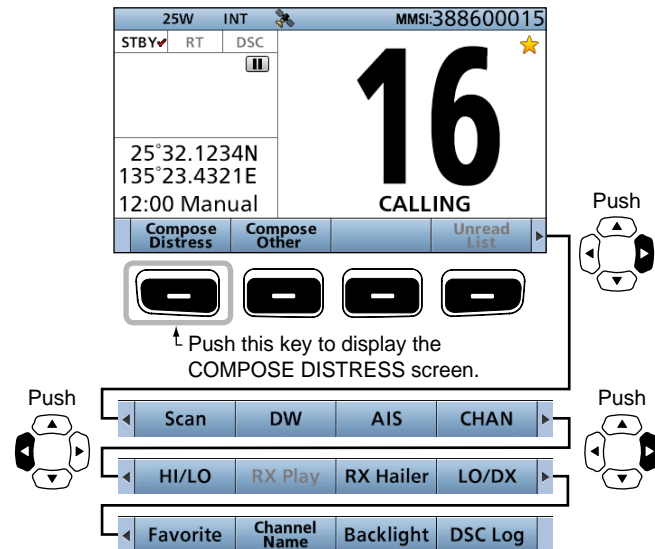 25W INT MMSI:388600015
STBY RT DSC
16
25°32.1234N
135°23.4321E
12:00 Manual
CALLING
Compose Distress Compose Other Unread List
Push
Push this key to display the
COMPOSE DISTRESS screen.
Push
Push
Scan DW AIS CHAN
HI/LO RX Play RX Hailer LO/DX
Favorite Channel Name Backlight DSC Log